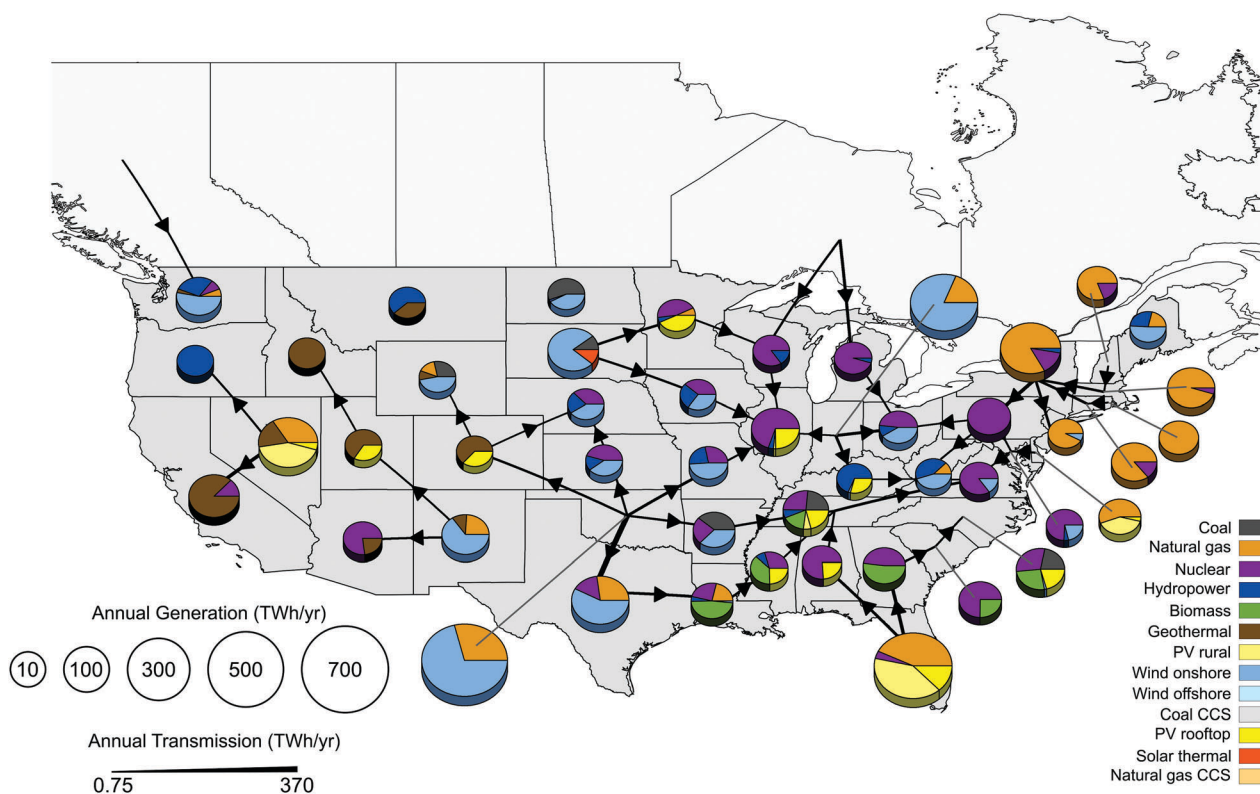 Annual Generation (TWh/yr)
10
100
300
500
700
Annual Transmission (TWh/yr)
0.75
370
Coal
Natural gas
Nuclear
Hydropower
Biomass
Geothermal
PV rural
Wind onshore
Wind offshore
Coal CCS
PV rooftop
Solar thermal
Natural gas CCS